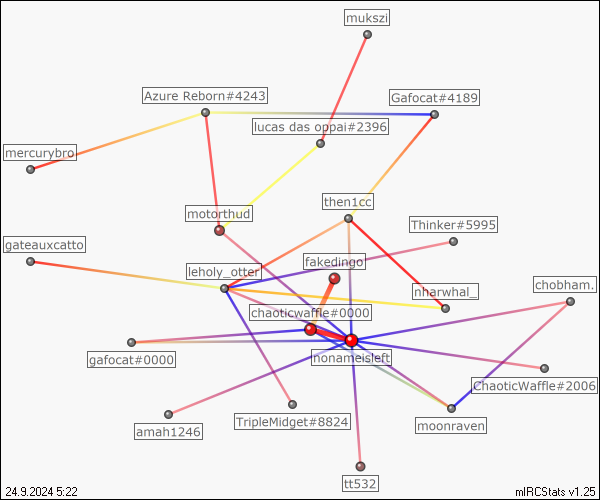 mukszi
Azure Reborn#4243
Gafocat#4189
lucas das oppai#2396
mercurybro
then1cc
motorthud
Thinker#5995
gateauxcatto
fakedingo
leholy_otter
chobham.
nharwhal_
chaoticwaffle#0000
gafocat#0000
nonameisleft
ChaoticWaffle#2006
TripleMidget#8824
moonraven
amah1246
tt532
24.9.2024 5:22
mIRCStats v1.25